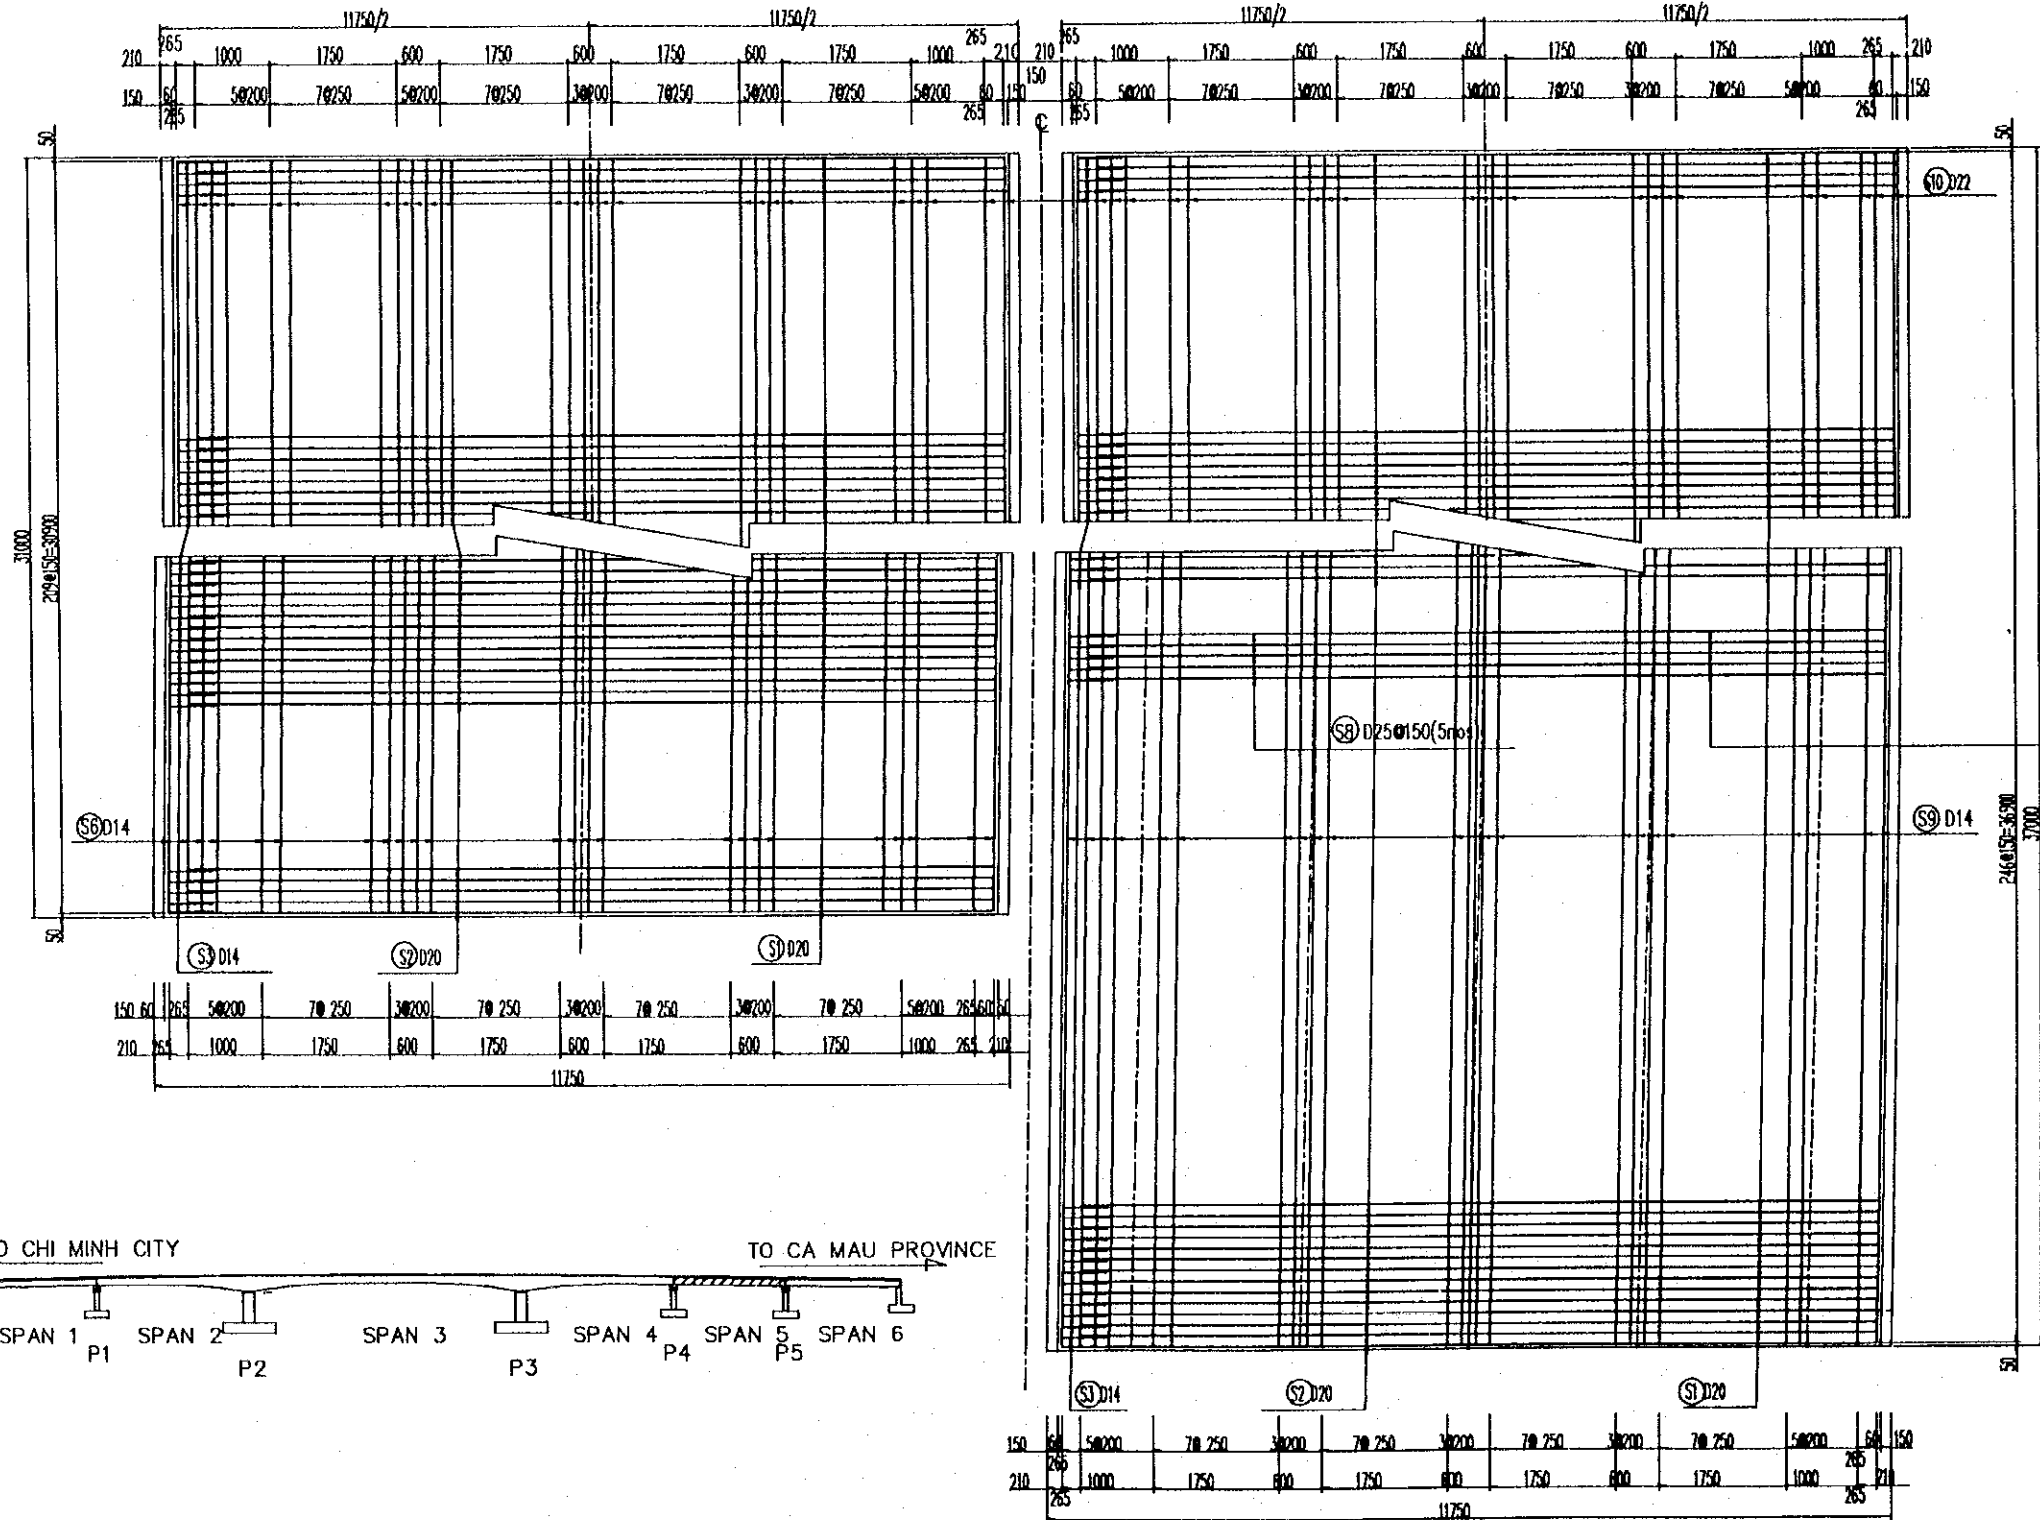 11750/2 11750/2 11750/2 11750/2
210 265 1000 1750 600 1750 600 1750 600 1750 1000 265 210
210 265 1000 1750 600 1750 600 1750 600 1750 1000 265 210
150 60 265 5@200 7@250 5@200 7@250 3@200 7@250 3@200 7@250 5@200 265 60 150
150 60 265 5@200 7@250 3@200 7@250 3@200 7@250 3@200 7@250 5@200 265 60 150
50
50
S10 D22
31000
209@150=30900
S8 D25@150(5nos)
S6 D14
S9 D14
246@150=36900
37000
50
S3 D14
S2 D20
S1 D20
150 60 265 5@200 7@ 250 3@200 7@ 250 3@200 7@ 250 3@200 7@ 250 5@200 265 60
210 265 1000 1750 600 1750 600 1750 600 1750 1000 265 210
11750
O CHI MINH CITY
TO CA MAU PROVINCE
SPAN 1
P1
SPAN 2
P2
SPAN 3
P3
SPAN 4
P4
SPAN 5
P5
SPAN 6
50
S3 D14
S2 D20
S1 D20
150 60 265 5@200 7@ 250 3@200 7@ 250 3@200 7@ 250 3@200 7@ 250 5@200 265 60 150
210 265 1000 1750 600 1750 600 1750 600 1750 1000 265 210
11750